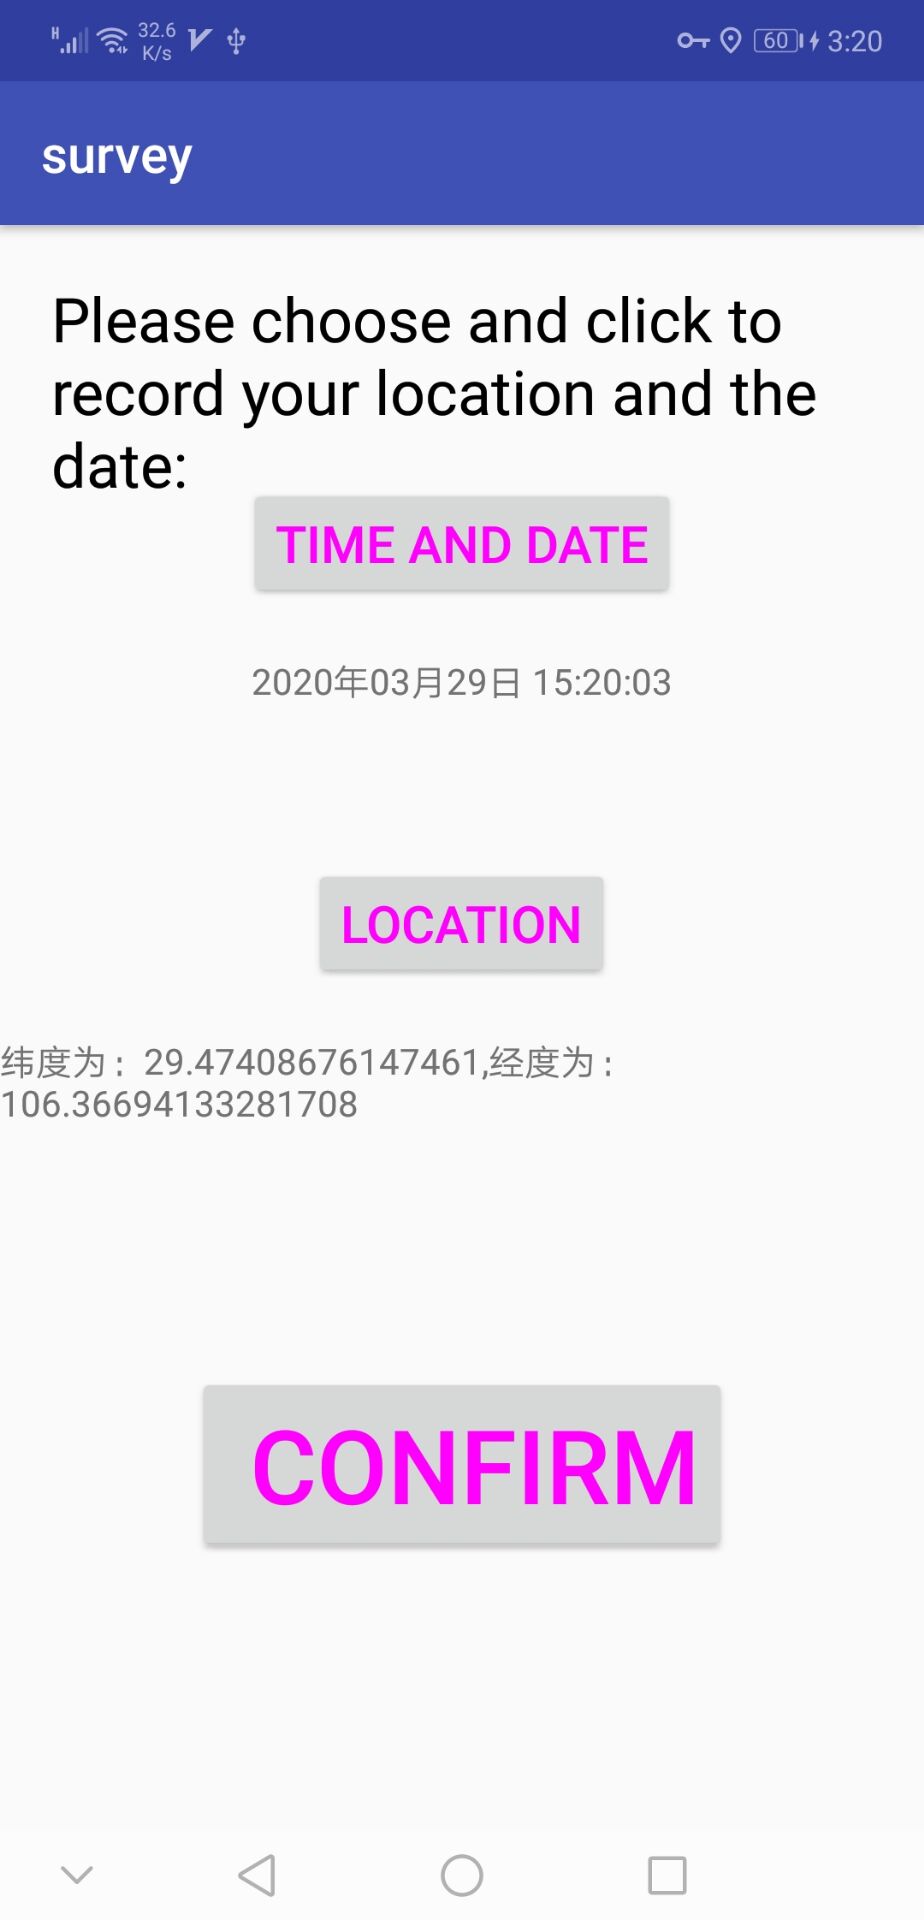 H 32.6 K/s 60 3:20
survey
Please choose and click to
record your location and the
date:
TIME AND DATE
2020年03月29日 15:20:03
LOCATION
纬度为：29.47408676147461,经度为：
106.36694133281708
CONFIRM